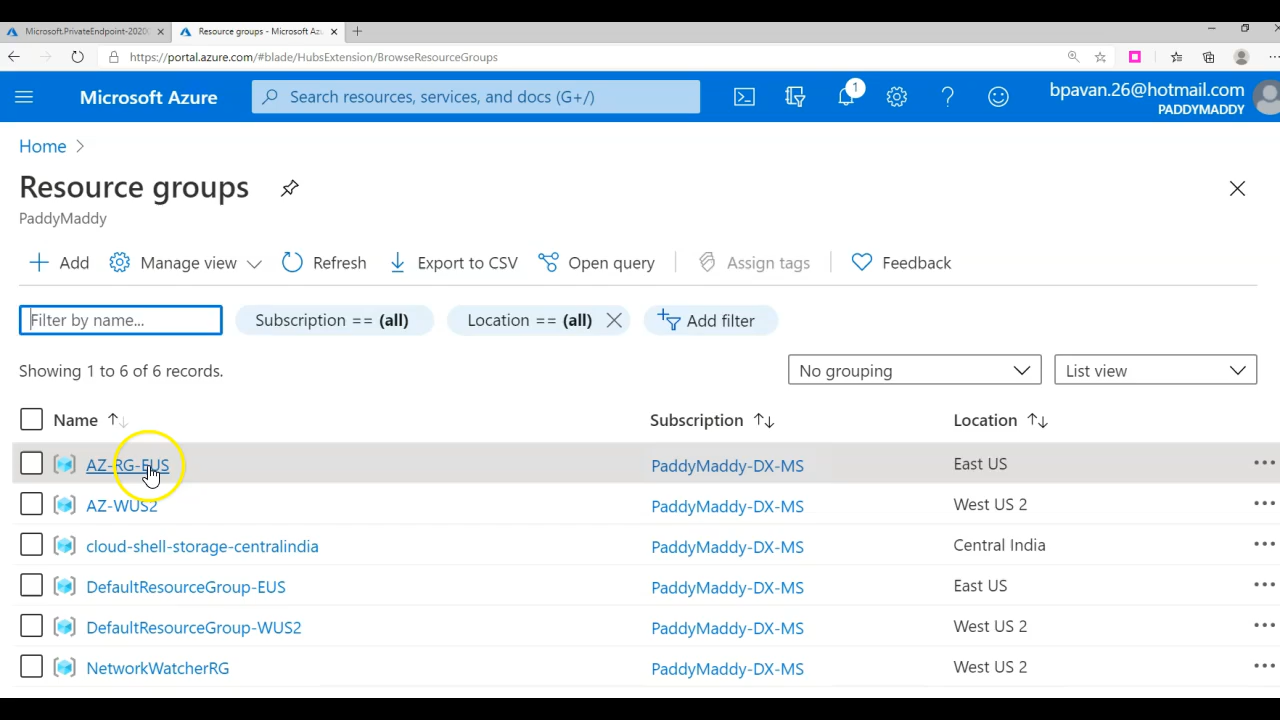 Microsoft.PrivateEndpoint-2020
Resource groups - Microsoft Az
https://portal.azure.com/#blade/HubsExtension/BrowseResourceGroups
Microsoft Azure
Search resources, services, and docs (G+/)
1
bpavan.26@hotmail.com
PADDYMADDY
Home
Resource groups
PaddyMaddy
Add
Manage view
Refresh
Export to CSV
Open query
Assign tags
Feedback
Filter by name...
Subscription == (all)
Location == (all)
Add filter
Showing 1 to 6 of 6 records.
No grouping
List view
Name
Subscription
Location
AZ-RG-EUS
PaddyMaddy-DX-MS
East US
AZ-WUS2
PaddyMaddy-DX-MS
West US 2
cloud-shell-storage-centralindia
PaddyMaddy-DX-MS
Central India
DefaultResourceGroup-EUS
PaddyMaddy-DX-MS
East US
DefaultResourceGroup-WUS2
PaddyMaddy-DX-MS
West US 2
NetworkWatcherRG
PaddyMaddy-DX-MS
West US 2